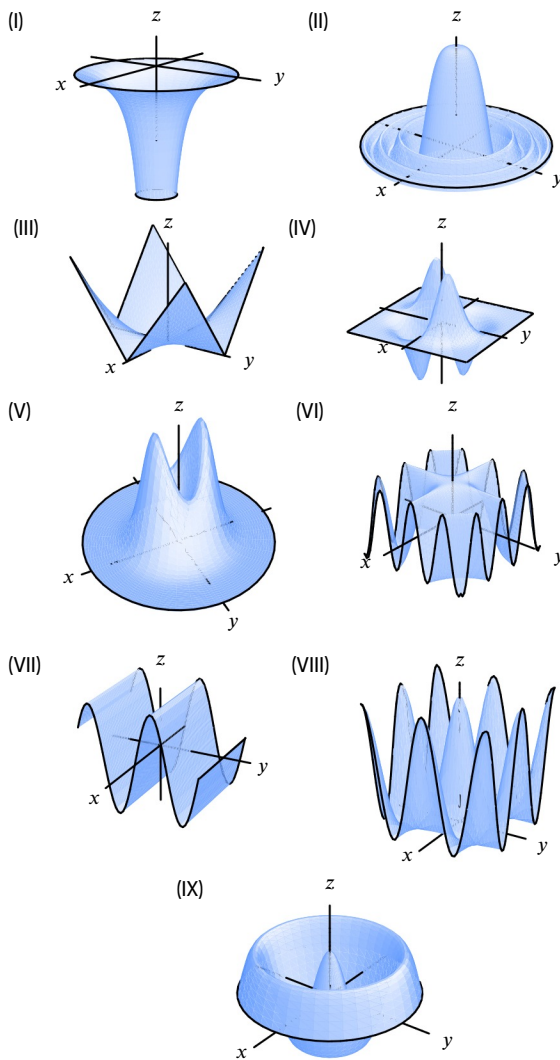 (I)
z
x
y
(II)
z
x
y
(III)
z
x
y
(IV)
z
x
y
(V)
z
x
y
(VI)
z
x
y
(VII)
z
x
y
(VIII)
z
x
y
(IX)
z
x
y